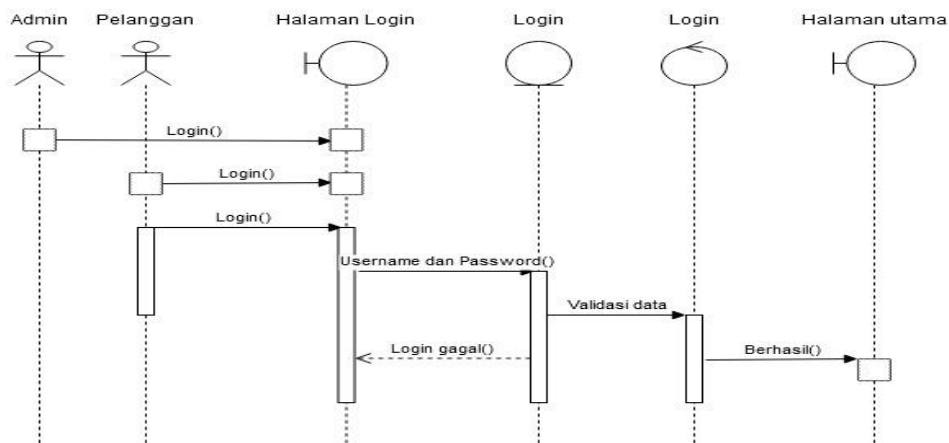 Admin Pelanggan Halaman Login Login Login Halaman utama
Login()
Login()
Login()
Username dan Password()
Validasi data
Login gagal()
Berhasil()